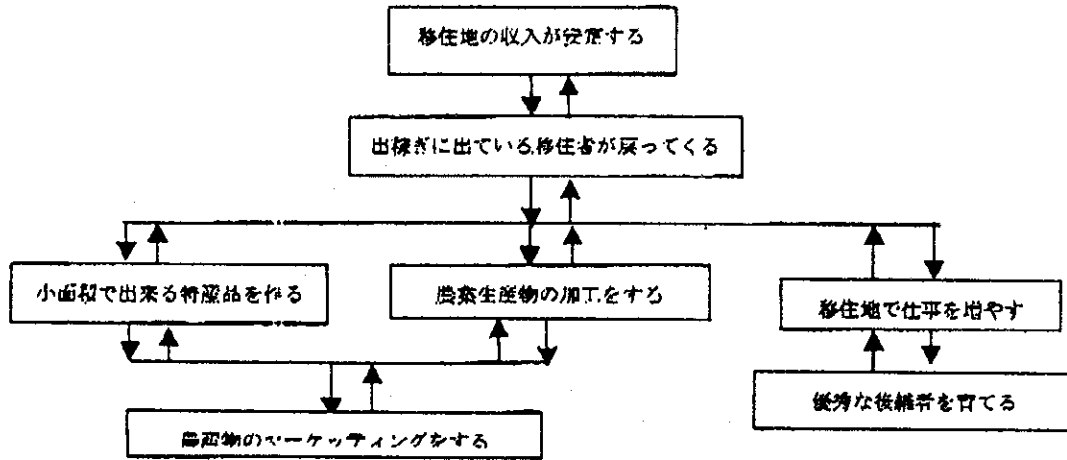 移住地の収入が安定する
出稼ぎに出ている移住者が戻ってくる
小面積で出来る特産品を作る
農業生産物の加工をする
移住地で仕事を増やす
優秀な後継者を育てる
農産物のマーケッティングをする